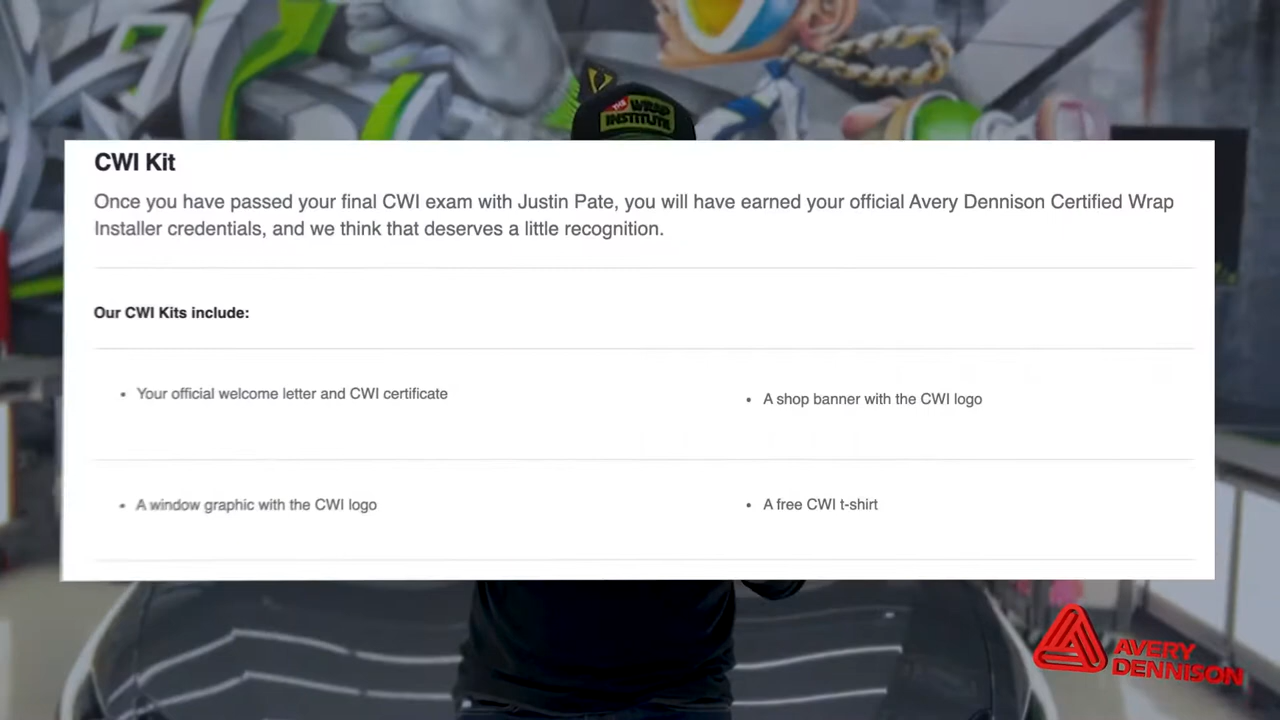 THE WRAP
INSTITUTE
CWI Kit
Once you have passed your final CWI exam with Justin Pate, you will have earned your official Avery Dennison Certified Wrap
Installer credentials, and we think that deserves a little recognition.
Our CWI Kits include:
• Your official welcome letter and CWI certificate
• A shop banner with the CWI logo
• A window graphic with the CWI logo
• A free CWI t-shirt
AVERY
DENNISON